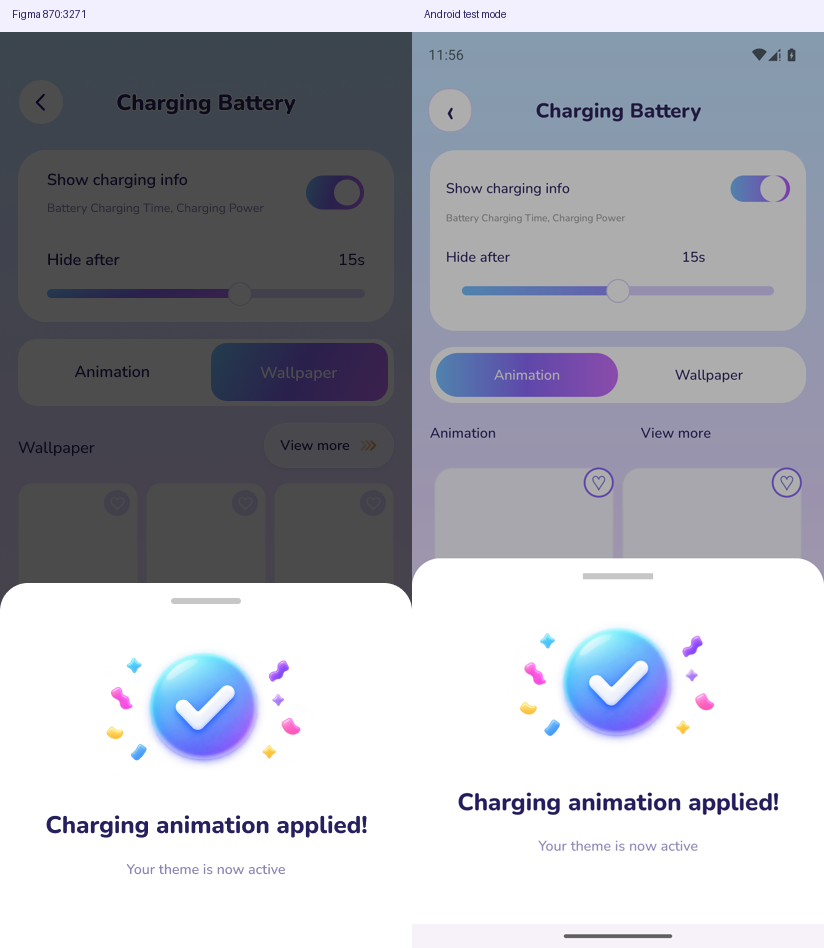 Figma 870:3271
Charging Battery
Show charging info
Battery Charging Time, Charging Power
Hide after
15s
Animation
Wallpaper
Wallpaper
View more
Charging animation applied!
Your theme is now active
Android test mode
11:56
Charging Battery
Show charging info
Battery Charging Time, Charging Power
Hide after
15s
Animation
Wallpaper
Animation
View more
Charging animation applied!
Your theme is now active